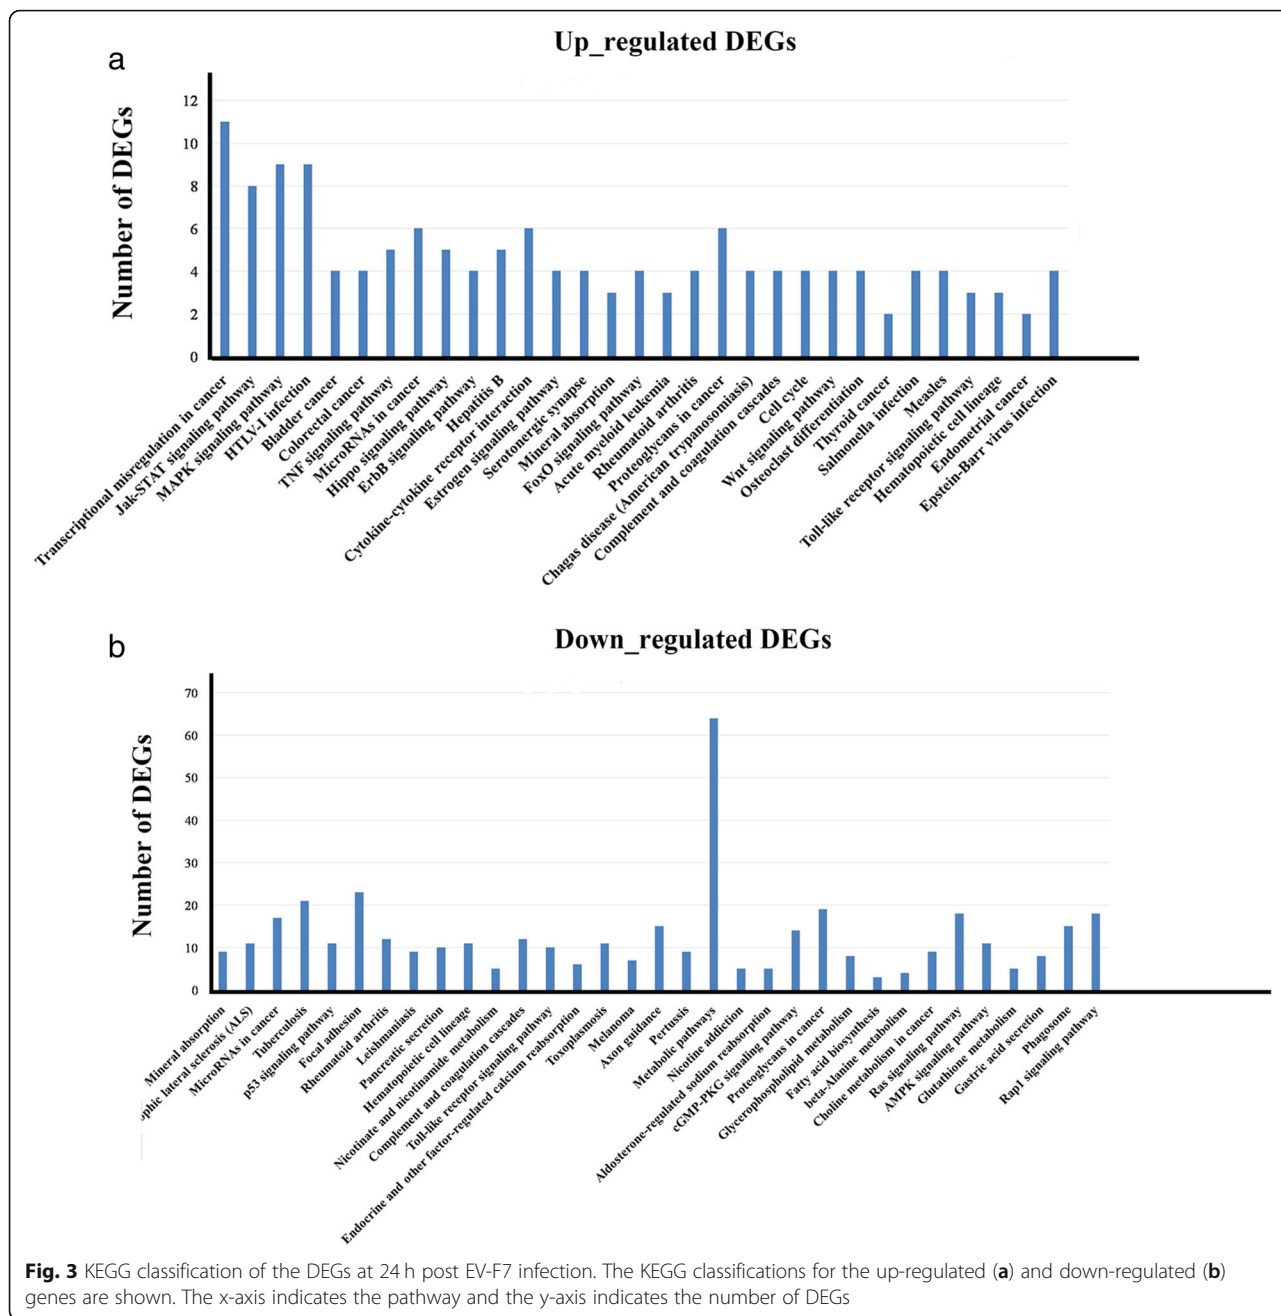 a
Up_regulated DEGs
Number of DEGs
12
10
8
6
4
2
0
Transcriptional misregulation in cancer
Jak-STAT signaling pathway
MAPK signaling pathway
HTLV-I infection
Bladder cancer
Colorectal cancer
TNF signaling pathway
MicroRNAs in cancer
Hippo signaling pathway
ErbB signaling pathway
Hepatitis B
Cytokine-cytokine receptor interaction
Estrogen signaling pathway
Serotonergic synapse
Mineral absorption
FoxO signaling pathway
Acute myeloid leukemia
Rheumatoid arthritis
Proteoglycans in cancer
Chagas disease (American trypanosomiasis)
Complement and coagulation cascades
Cell cycle
Wnt signaling pathway
Osteoclast differentiation
Thyroid cancer
Salmonella infection
Measles
Toll-like receptor signaling pathway
Hematopoietic cell lineage
Endometrial cancer
Epstein-Barr virus infection
b
Down_regulated DEGs
Number of DEGs
70
60
50
40
30
20
10
0
Mineral absorption
ophic lateral sclerosis (ALS)
MicroRNAs in cancer
Tuberculosis
p53 signaling pathway
Focal adhesion
Rheumatoid arthritis
Leishmaniasis
Pancreatic secretion
Hematopoietic cell lineage
Nicotinate and nicotinamide metabolism
Complement and coagulation cascades
Toll-like receptor signaling pathway
Endocrine and other factor-regulated calcium reabsorption
Toxoplasmosis
Melanoma
Axon guidance
Pertussis
Metabolic pathways
Nicotine addiction
Aldosterone-regulated sodium reabsorption
cGMP-PKG signaling pathway
Proteoglycans in cancer
Glycerophospholipid metabolism
Fatty acid biosynthesis
beta-Alanine metabolism
Choline metabolism in cancer
Ras signaling pathway
AMPK signaling pathway
Glutathione metabolism
Gastric acid secretion
Phagosome
Rap1 signaling pathway
Fig. 3 KEGG classification of the DEGs at 24 h post EV-F7 infection. The KEGG classifications for the up-regulated (a) and down-regulated (b)
genes are shown. The x-axis indicates the pathway and the y-axis indicates the number of DEGs